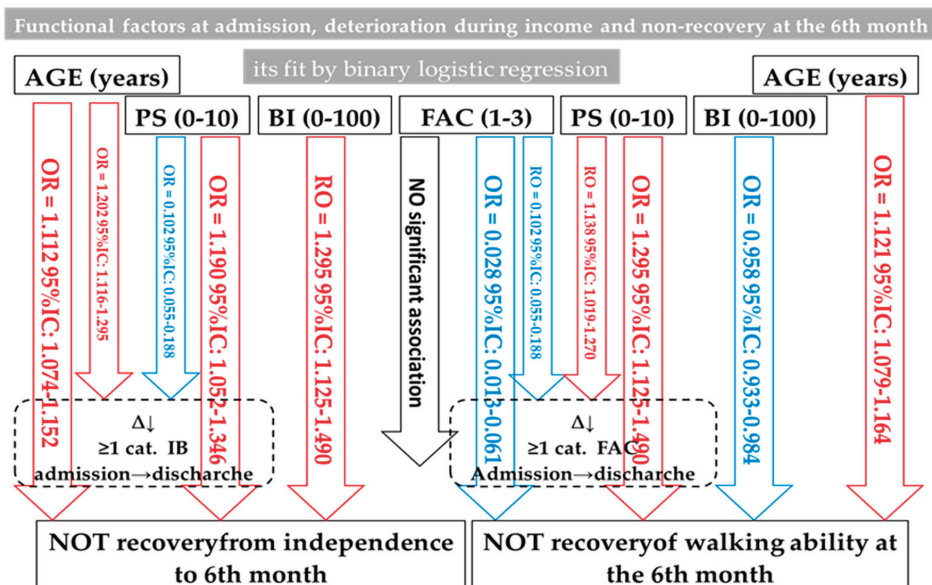 Functional factors at admission, deterioration during income and non-recovery at the 6th month
its fit by binary logistic regression
AGE (years)
AGE (years)
PS (0-10)
BI (0-100)
FAC (1-3)
PS (0-10)
BI (0-100)
OR = 1.112 95%IC: 1.074-1.152
OR = 1.202 95%IC: 1.116-1.295
OR = 0.102 95%IC: 0.055-0.188
OR = 1.190 95%IC: 1.052-1.346
RO = 1.295 95%IC: 1.125-1.490
NO significant association
OR = 0.028 95%IC: 0.013-0.061
RO = 0.102 95%IC: 0.055-0.188
RO = 1.138 95%IC: 1.019-1.270
OR = 1.295 95%IC: 1.125-1.490
OR = 0.958 95%IC: 0.933-0.984
OR = 1.121 95%IC: 1.079-1.164
Δ↓
≥1 cat. IB
admission→discharche
Δ↓
≥1 cat. FAC
Admission→discharche
NOT recoveryfrom independence
to 6th month
NOT recoveryof walking ability at
the 6th month